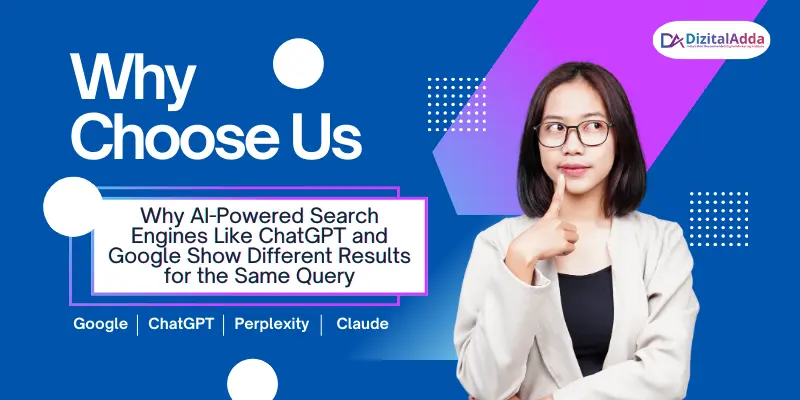 DA DizitalAdda
Why
Choose Us
Why AI-Powered Search
Engines Like ChatGPT and
Google Show Different Results
for the Same Query
Google | ChatGPT | Perplexity | Claude